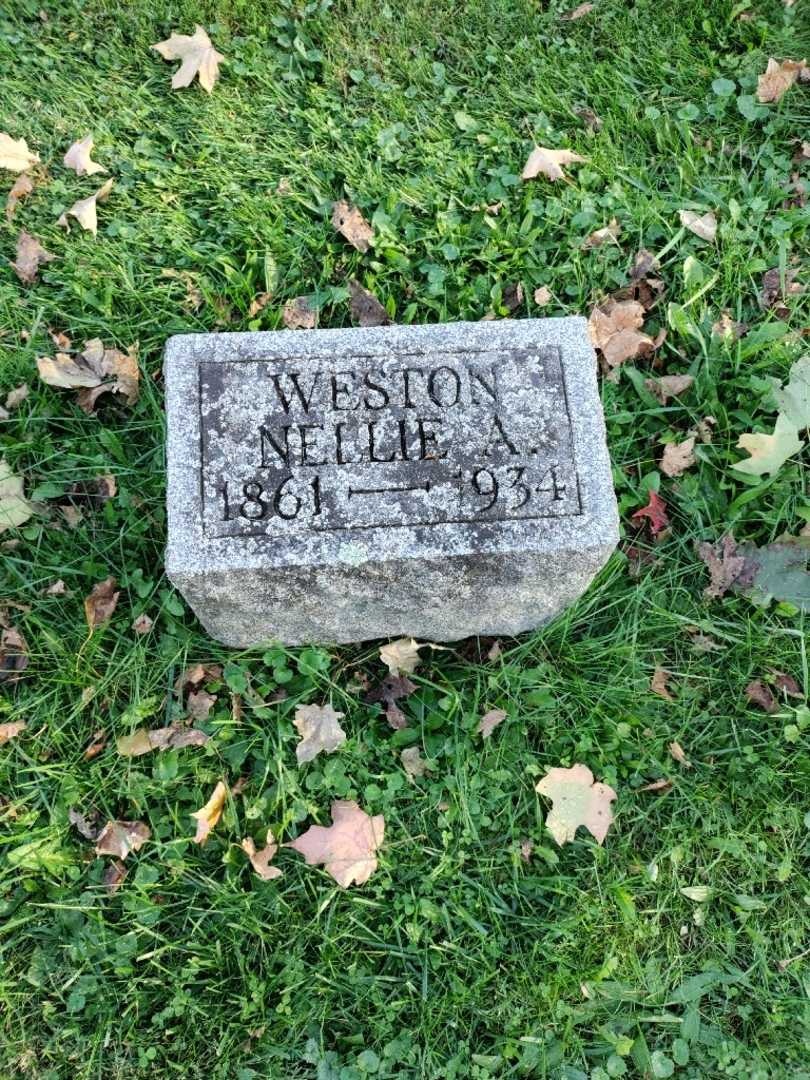 WESTON
NELLIE A.
1861 — 1934